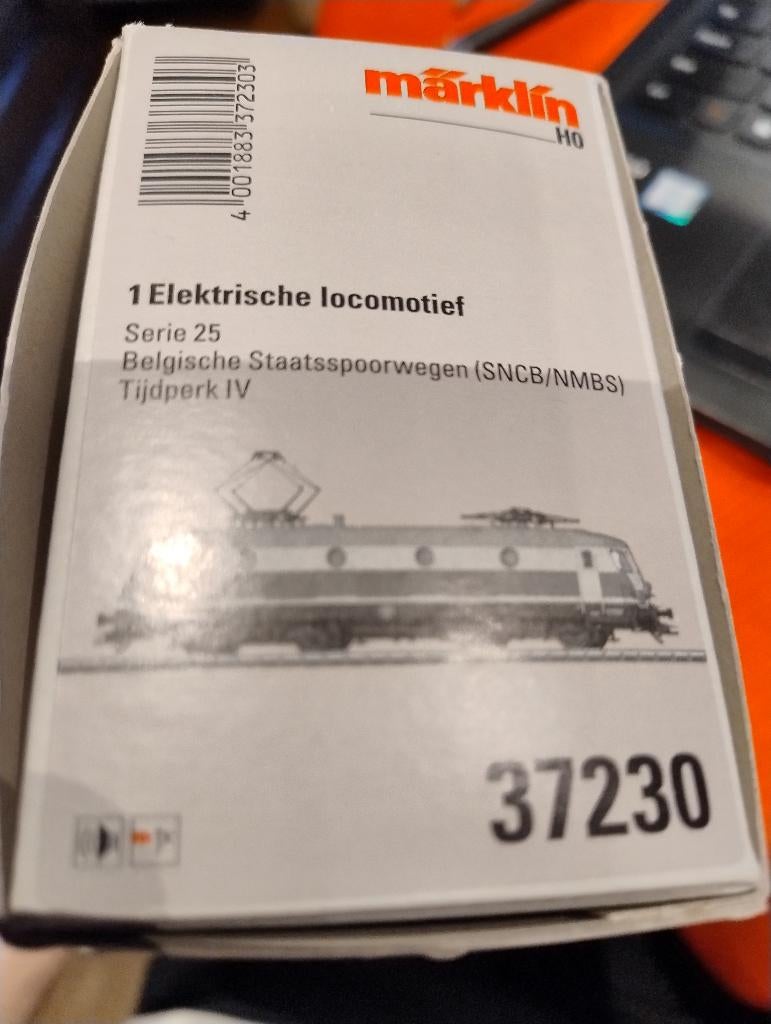 märklin
H0
4 001883 372303
1 Elektrische locomotief
Serie 25
Belgische Staatsspoorwegen (SNCB/NMBS)
Tijdperk IV
37230